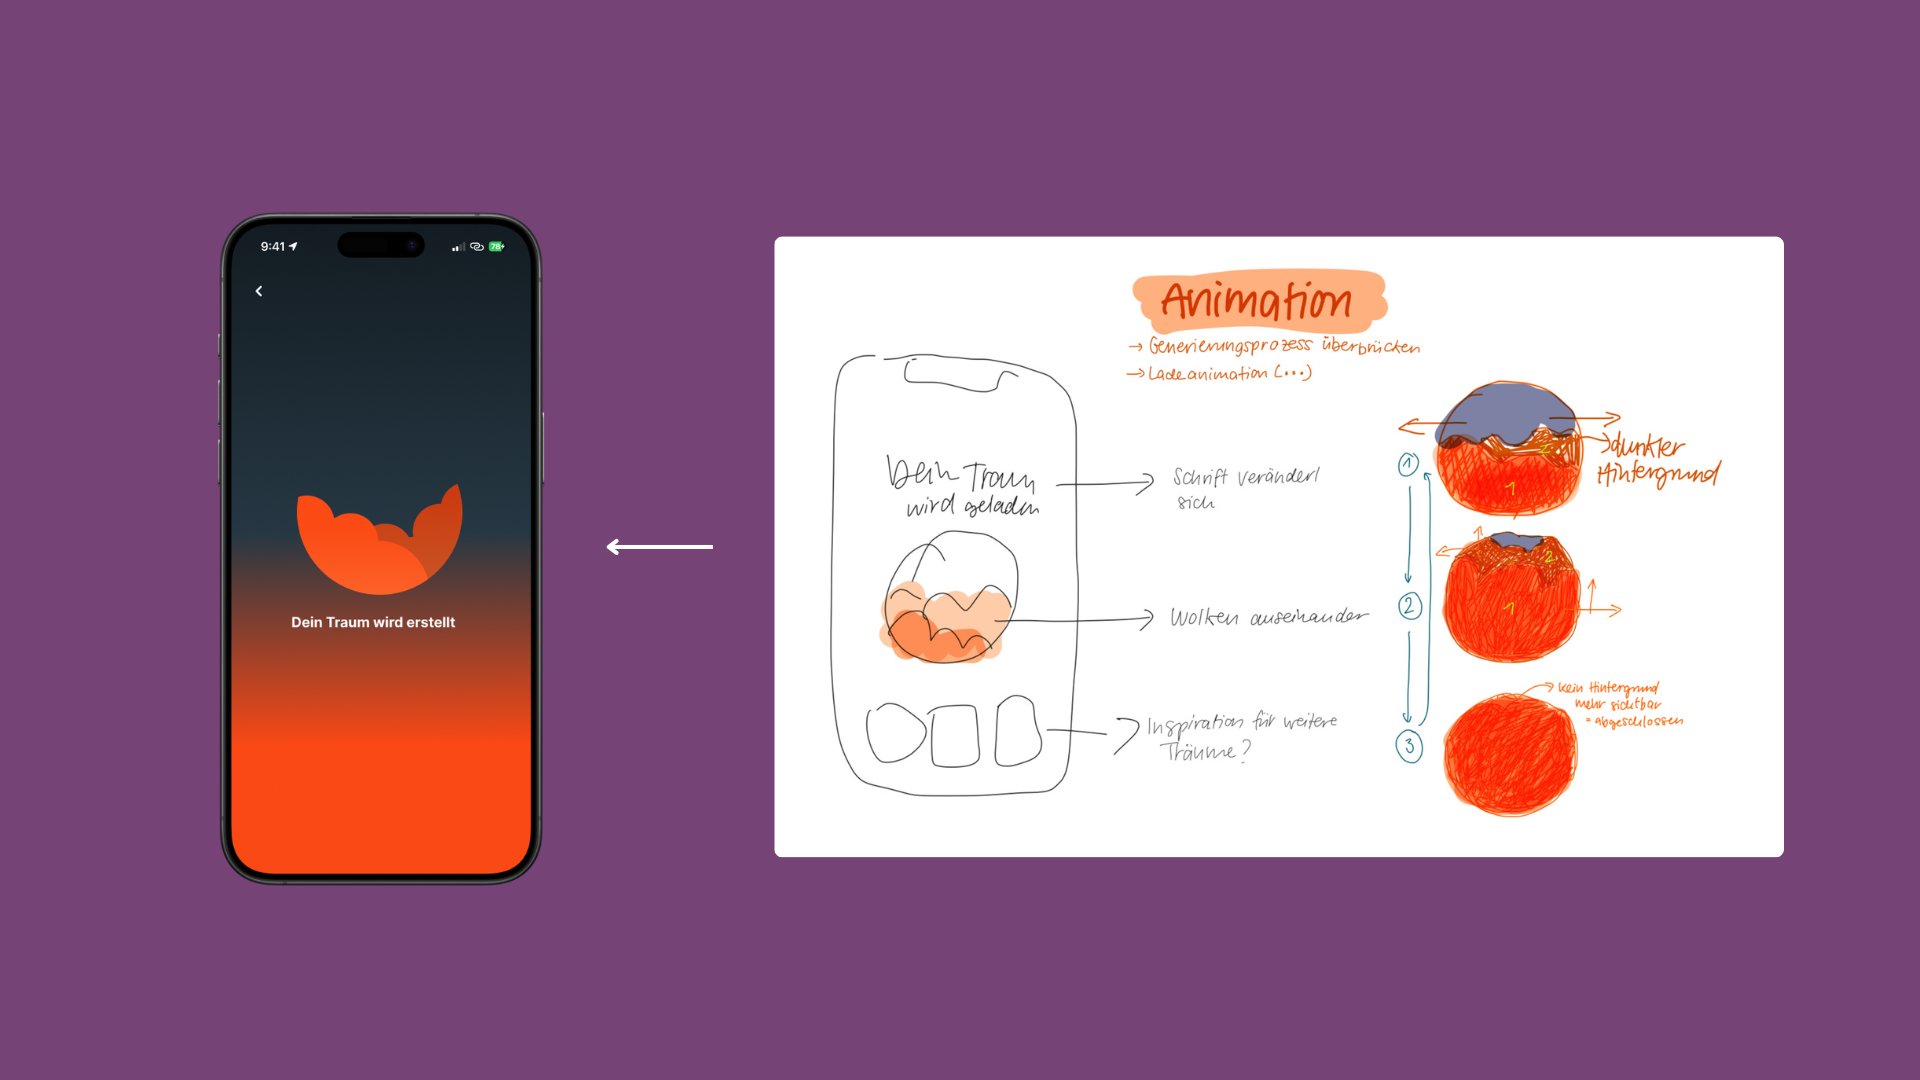 9:41
78
Dein Traum wird erstellt
Animation
→ Generierungsprozess überbrücken
→ Ladeanimation (...)
Dein Traum
wird geladen
Schrift verändert
sich
Wolken auseinander
Inspiration für weitere
Träume?
1
2
3
dunkler
Hintergrund
2
1
2
1
kein Hintergrund
mehr sichtbar
= abgeschlossen